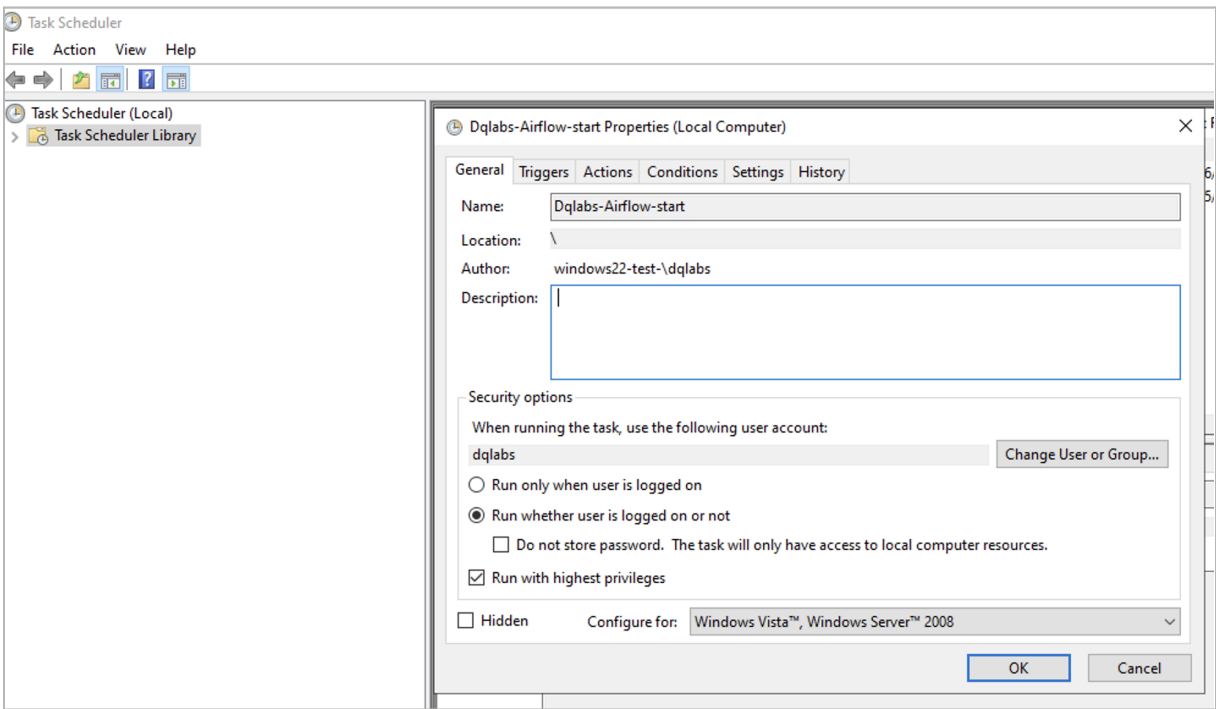 Task Scheduler
File Action View Help
Task Scheduler (Local)
Task Scheduler Library
Dqlabs-Airflow-start Properties (Local Computer)
General Triggers Actions Conditions Settings History
Name: Dqlabs-Airflow-start
Location: \
Author: windows22-test-\dqlabs
Description:
Security options
When running the task, use the following user account:
dqlabs Change User or Group...
Run only when user is logged on
Run whether user is logged on or not
Do not store password. The task will only have access to local computer resources.
Run with highest privileges
Hidden Configure for: Windows Vista™, Windows Server™ 2008
OK Cancel